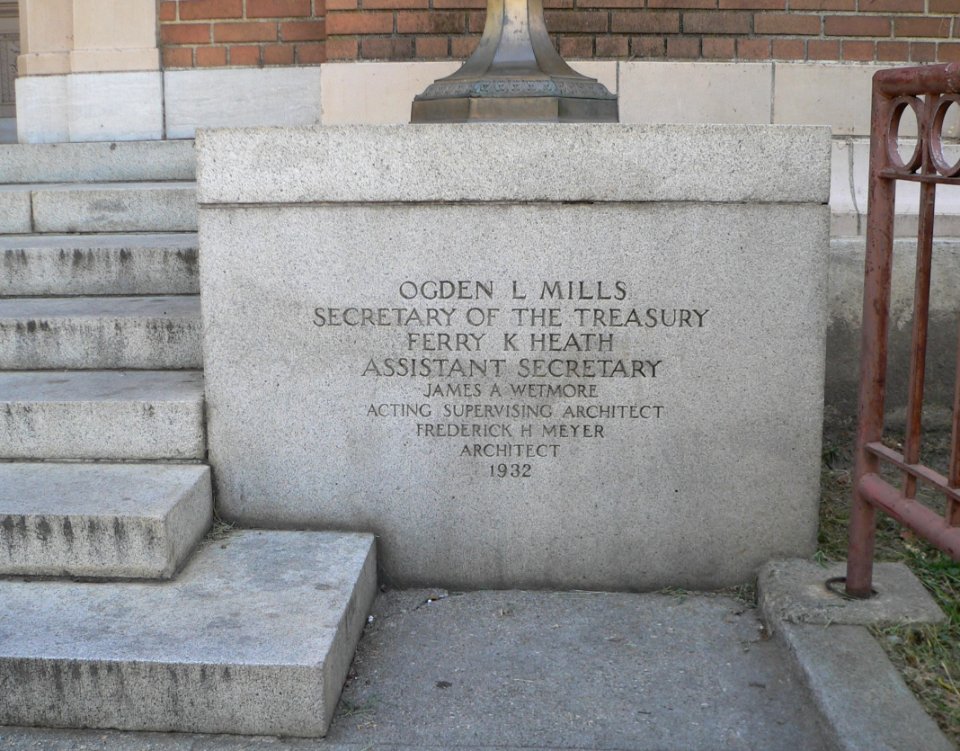 OGDEN L MILLS
SECRETARY OF THE TREASURY
FERRY K HEATH
ASSISTANT SECRETARY
JAMES A WETMORE
ACTING SUPERVISING ARCHITECT
FREDERICK H MEYER
ARCHITECT
1932